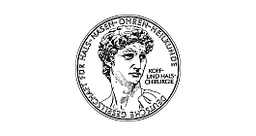 DEUTSCHE GESELLSCHAFT FÜR HALS-NASEN-OHREN-HEILKUNDE
KOPF-
UND HALS-
CHIRURGIE